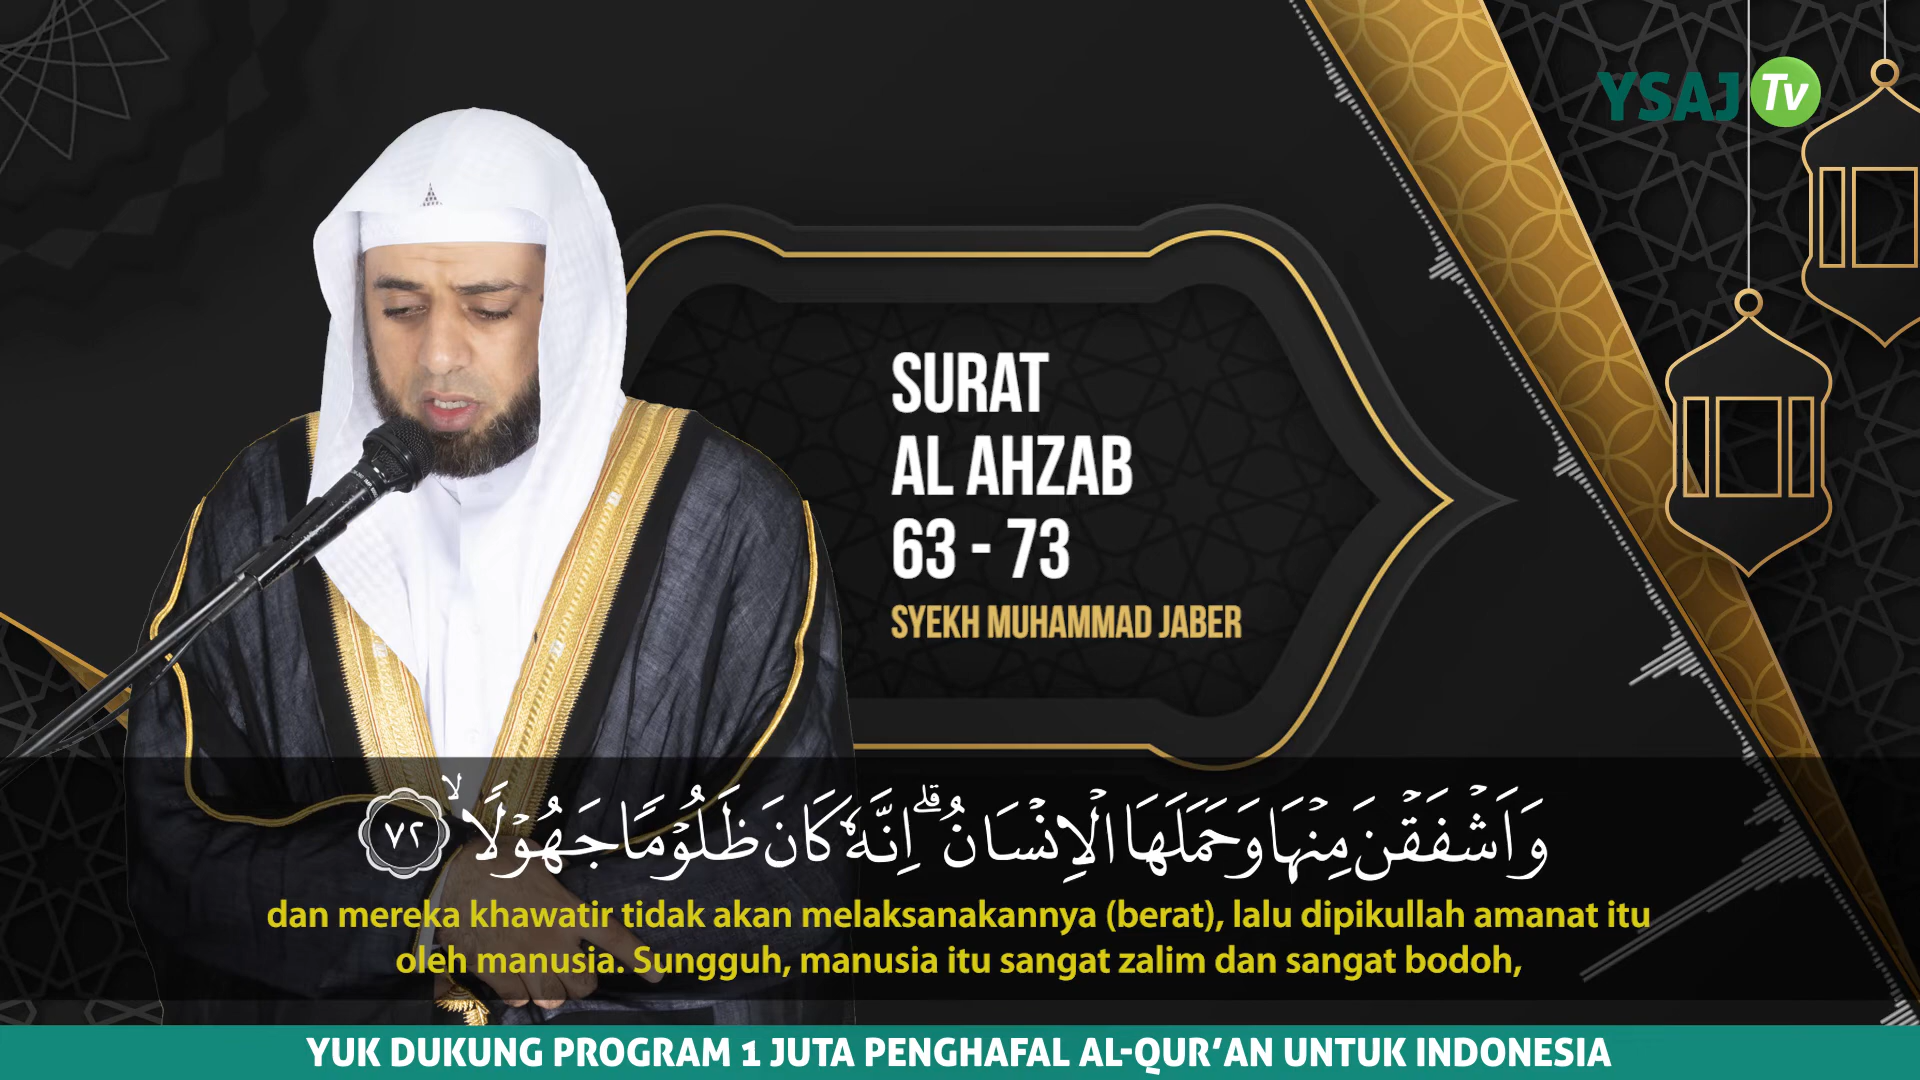 YSAJ Tv
SURAT
AL AHZAB
63 - 73
SYEKH MUHAMMAD JABER
وَاَشْفَقْنَ مِنْهَا وَحَمَلَهَا الْاِنْسَانُۗ اِنَّهٗ كَانَ ظَلُوْمًا جَهُوْلًاۙ ٧٢
dan mereka khawatir tidak akan melaksanakannya (berat), lalu dipikullah amanat itu
oleh manusia. Sungguh, manusia itu sangat zalim dan sangat bodoh,
YUK DUKUNG PROGRAM 1 JUTA PENGHAFAL AL-QUR'AN UNTUK INDONESIA